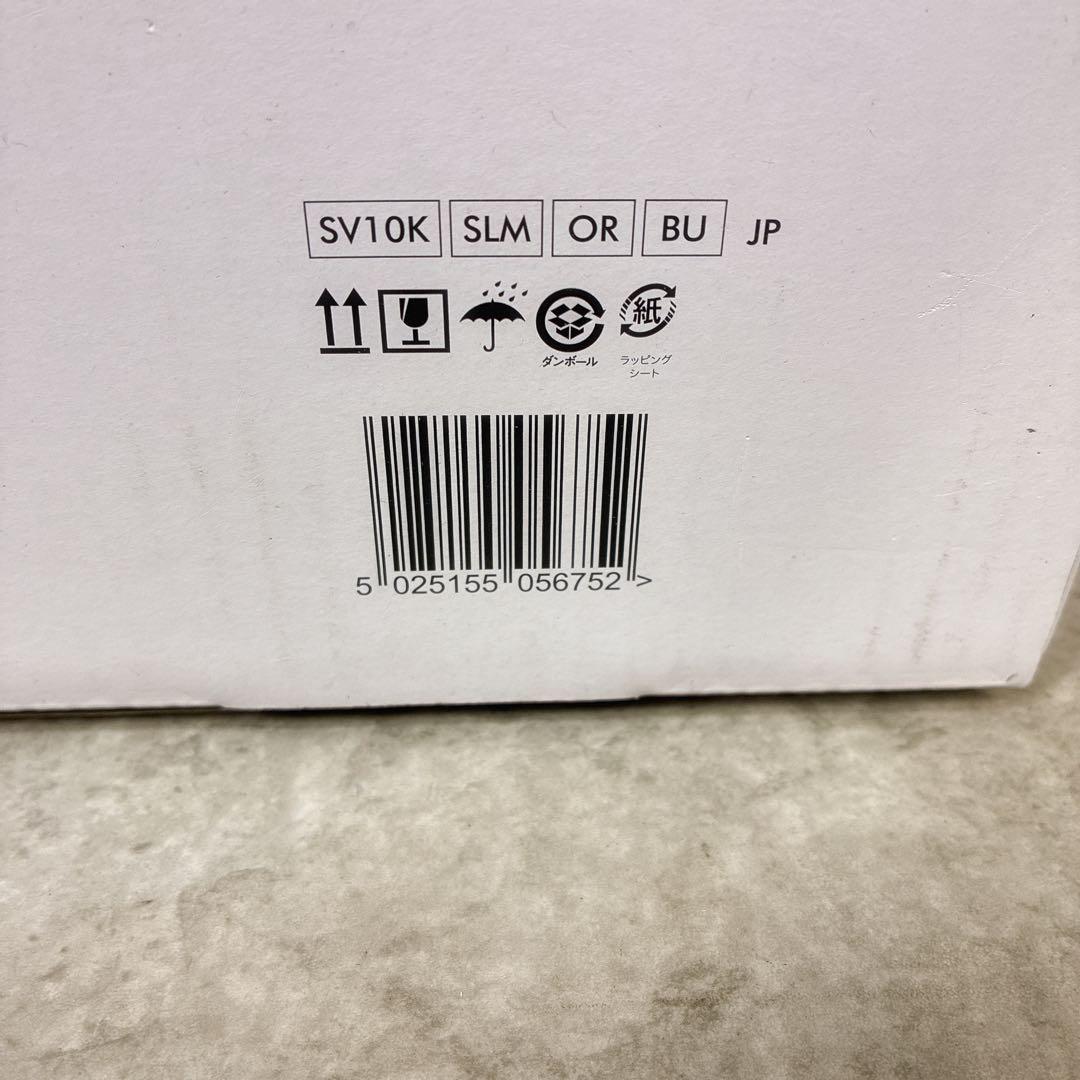 SV10K SLM OR BU JP
紙
ダンボール
ラッピング
シート
5 025155 056752 >